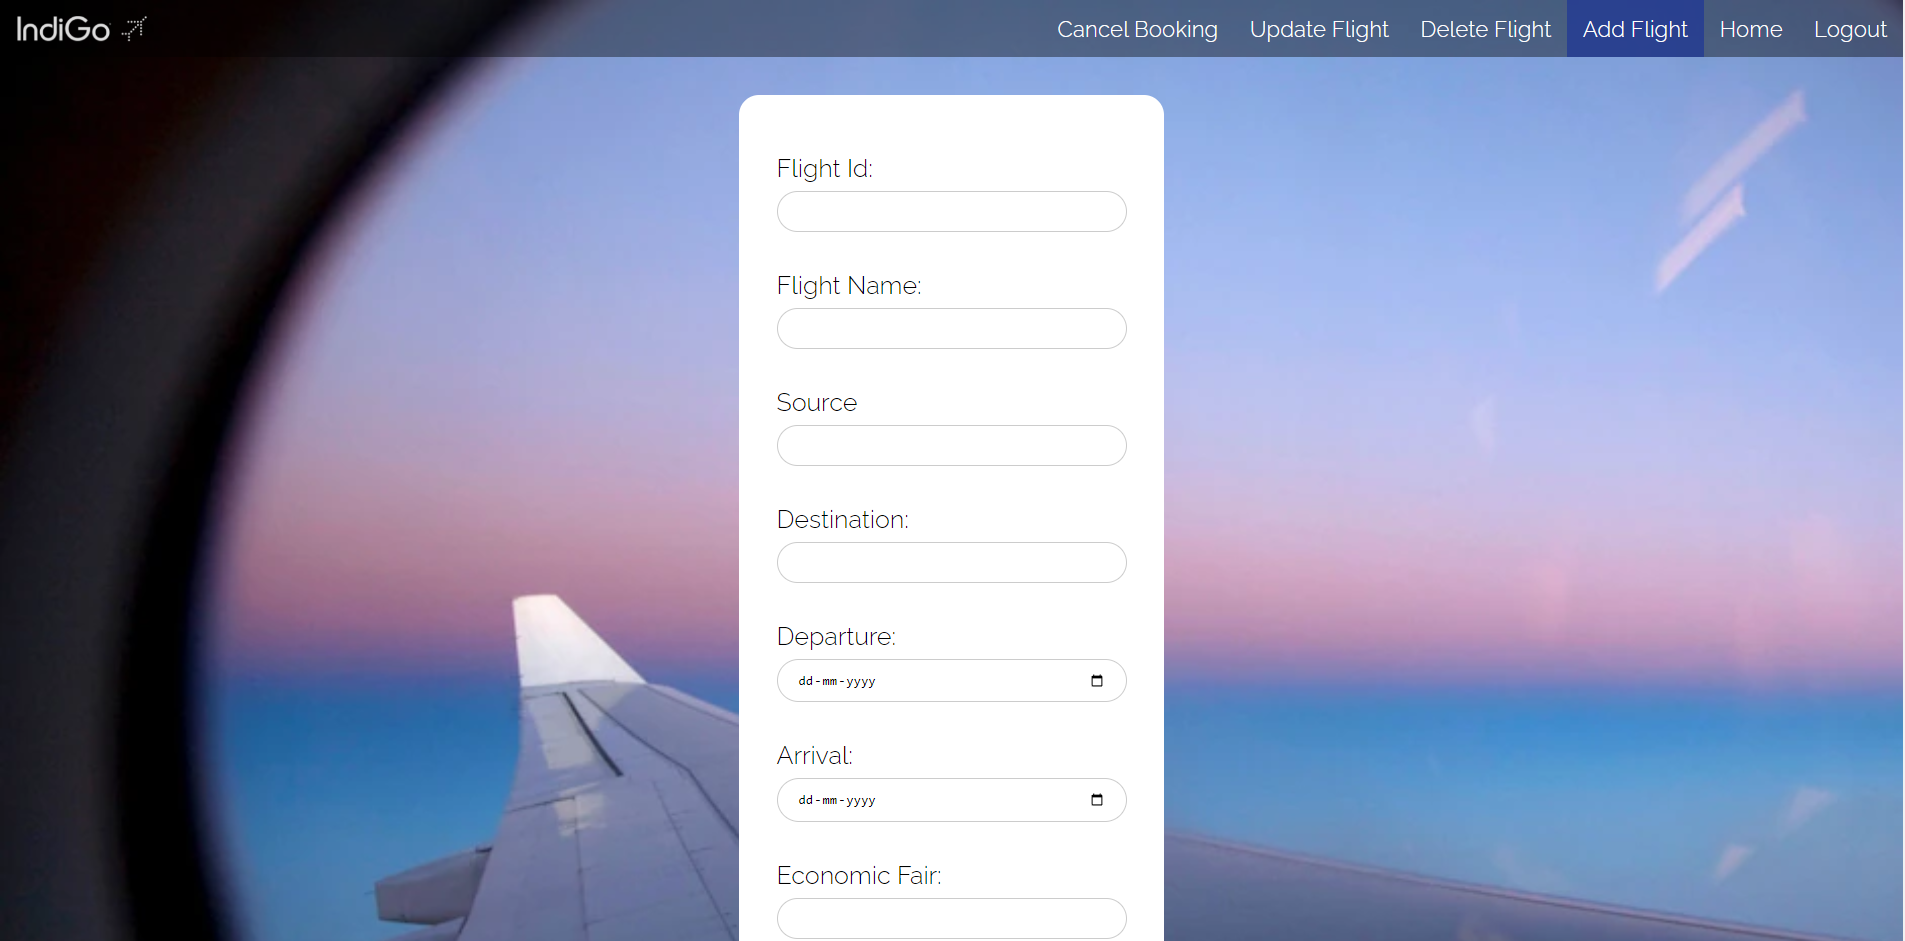 IndiGo Cancel Booking Update Flight Delete Flight Add Flight Home Logout
Flight Id:
Flight Name:
Source
Destination:
Departure:
dd-mm-yyyy
Arrival:
dd-mm-yyyy
Economic Fair: